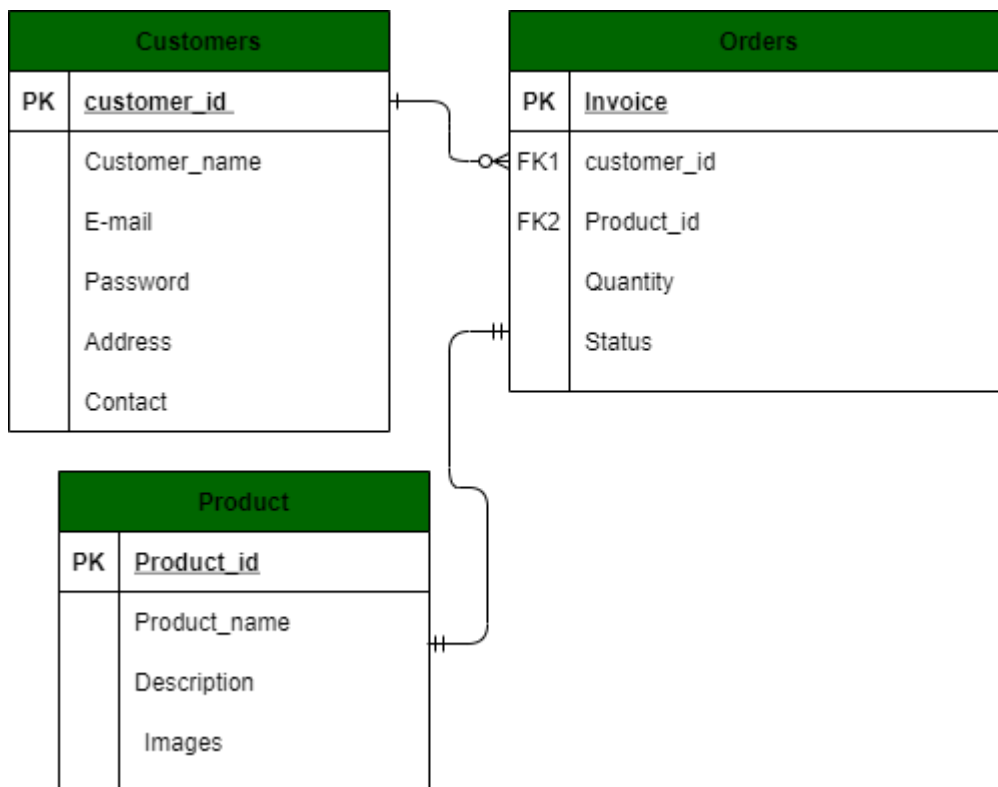 Customers
PK customer_id
Customer_name
E-mail
Password
Address
Contact
Orders
PK Invoice
FK1 customer_id
FK2 Product_id
Quantity
Status
Product
PK Product_id
Product_name
Description
Images